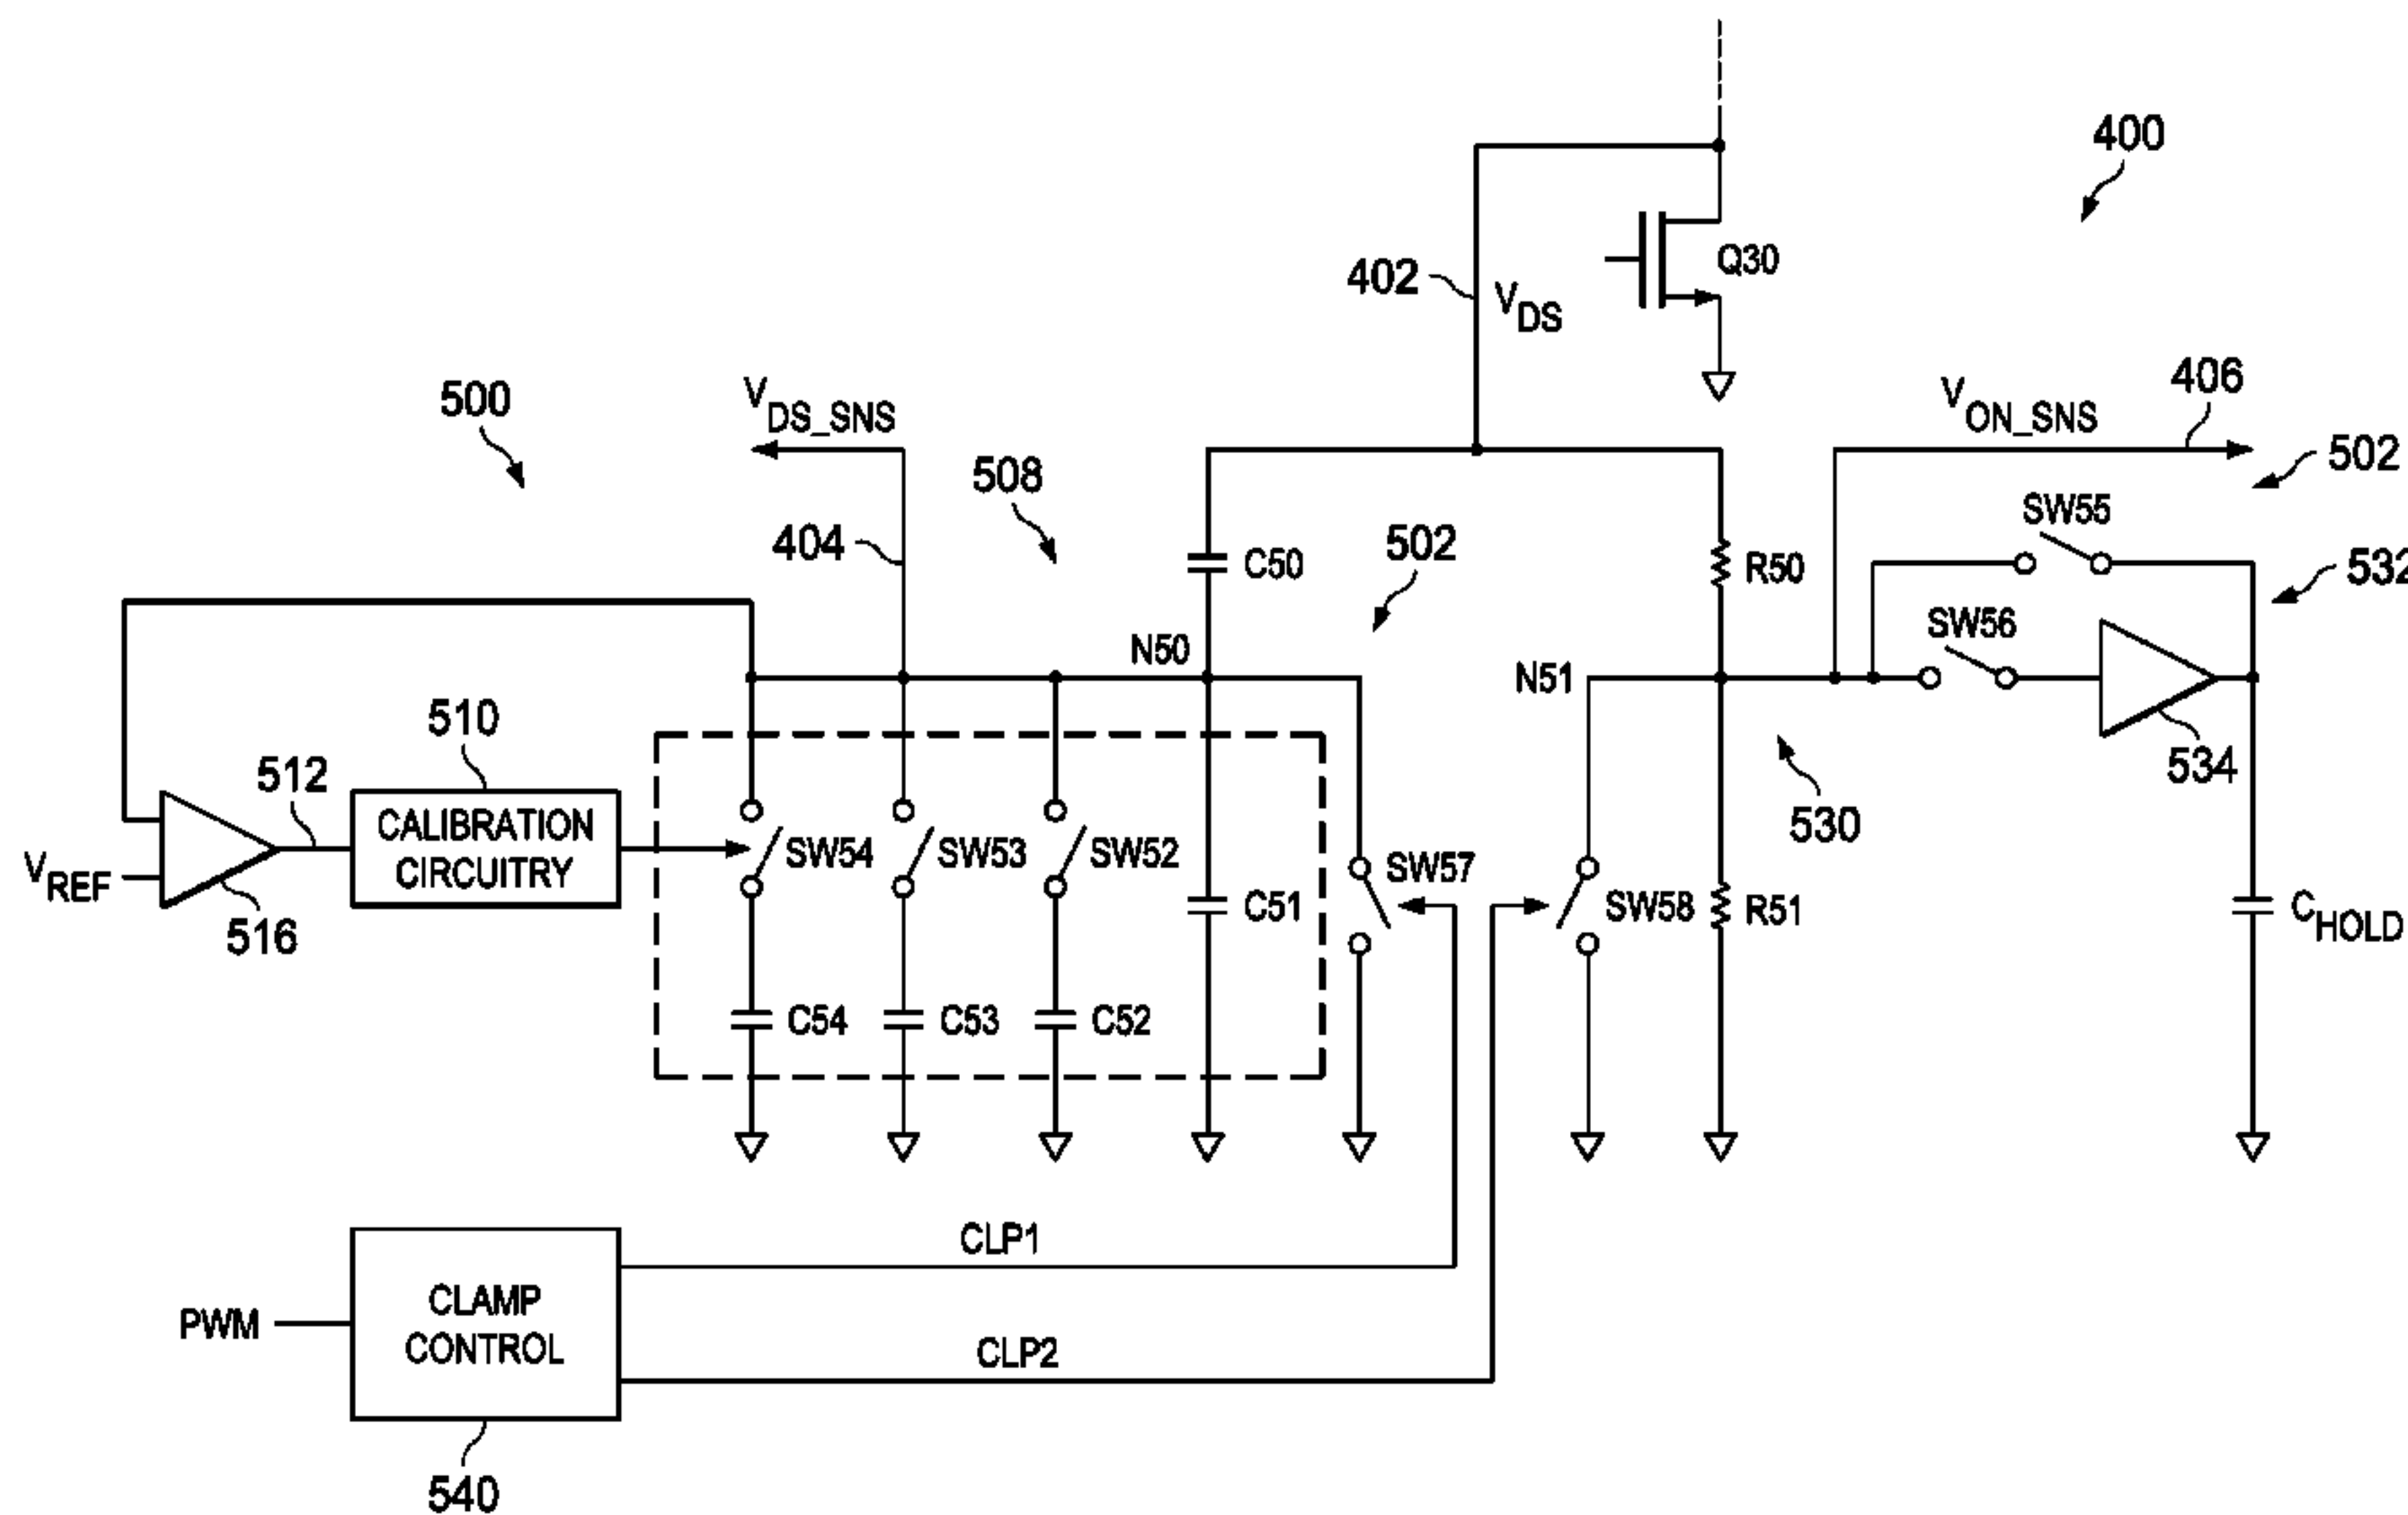 400
Q30
402
VDS
500
VDS_SNS
VON_SNS
406
502
508
404
502
C50
R50
SW55
532
SW56
N50
N51
510
512
534
530
CALIBRATION
CIRCUITRY
SW54
SW53
SW52
C51
SW57
SW58
R51
CHOLD
VREF
516
C54
C53
C52
CLP1
CLAMP
CONTROL
PWM
CLP2
540